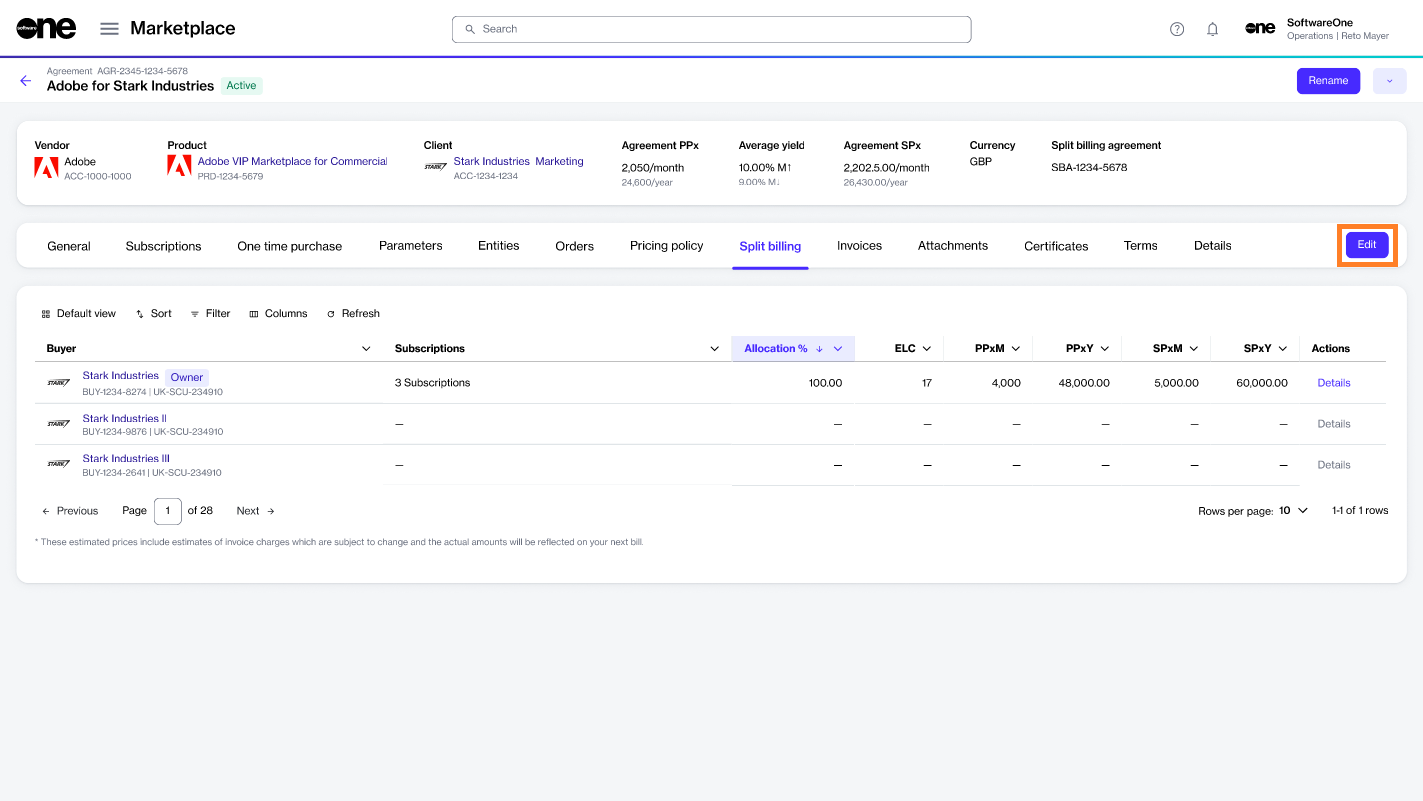 software one
Marketplace
Search
one
SoftwareOne
Operations | Reto Mayer
Agreement AGR-2345-1234-5678
Adobe for Stark Industries Active
Rename
Vendor
Adobe
ACC-1000-1000
Product
Adobe VIP Marketplace for Commercial
PRD-1234-5679
Client
STARK
Stark Industries Marketing
ACC-1234-1234
Agreement PPx
2,050/month
24,600/year
Average yield
10.00% M↑
9.00% M↓
Agreement SPx
2,202.5.00/month
26,430.00/year
Currency
GBP
Split billing agreement
SBA-1234-5678
General Subscriptions One time purchase Parameters Entities Orders Pricing policy Split billing Invoices Attachments Certificates Terms Details Edit
Default view Sort Filter Columns Refresh
Buyer Subscriptions Allocation % ↓ ELC PPxM PPxY SPxM SPxY Actions
STARK Stark Industries Owner 3 Subscriptions 100.00 17 4,000 48,000.00 5,000.00 60,000.00 Details
BUY-1234-8274 | UK-SCU-234910
STARK Stark Industries II — — — — — — — Details
BUY-1234-9876 | UK-SCU-234910
STARK Stark Industries III — — — — — — — Details
BUY-1234-2641 | UK-SCU-234910
← Previous Page 1 of 28 Next → Rows per page: 10 1-1 of 1 rows
* These estimated prices include estimates of invoice charges which are subject to change and the actual amounts will be reflected on your next bill.